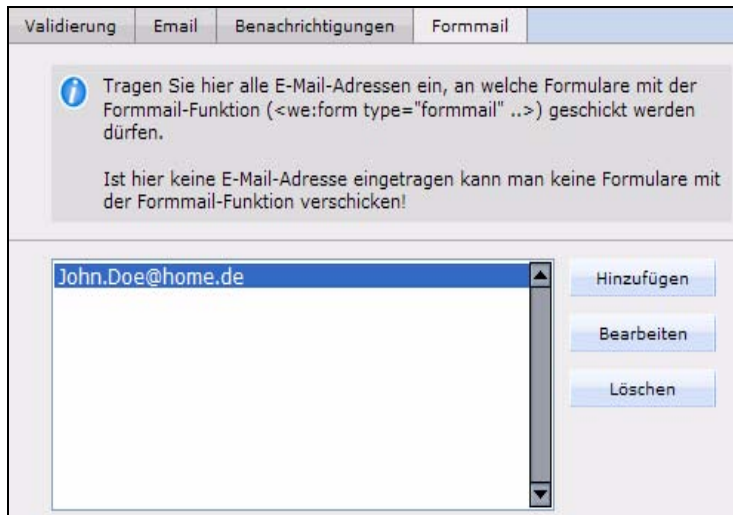 Validierung Email Benachrichtigungen Formmail
Tragen Sie hier alle E-Mail-Adressen ein, an welche Formulare mit der
Formmail-Funktion (<we:form type="formmail" ..>) geschickt werden
dürfen.
Ist hier keine E-Mail-Adresse eingetragen kann man keine Formulare mit
der Formmail-Funktion verschicken!
John.Doe@home.de
Hinzufügen
Bearbeiten
Löschen